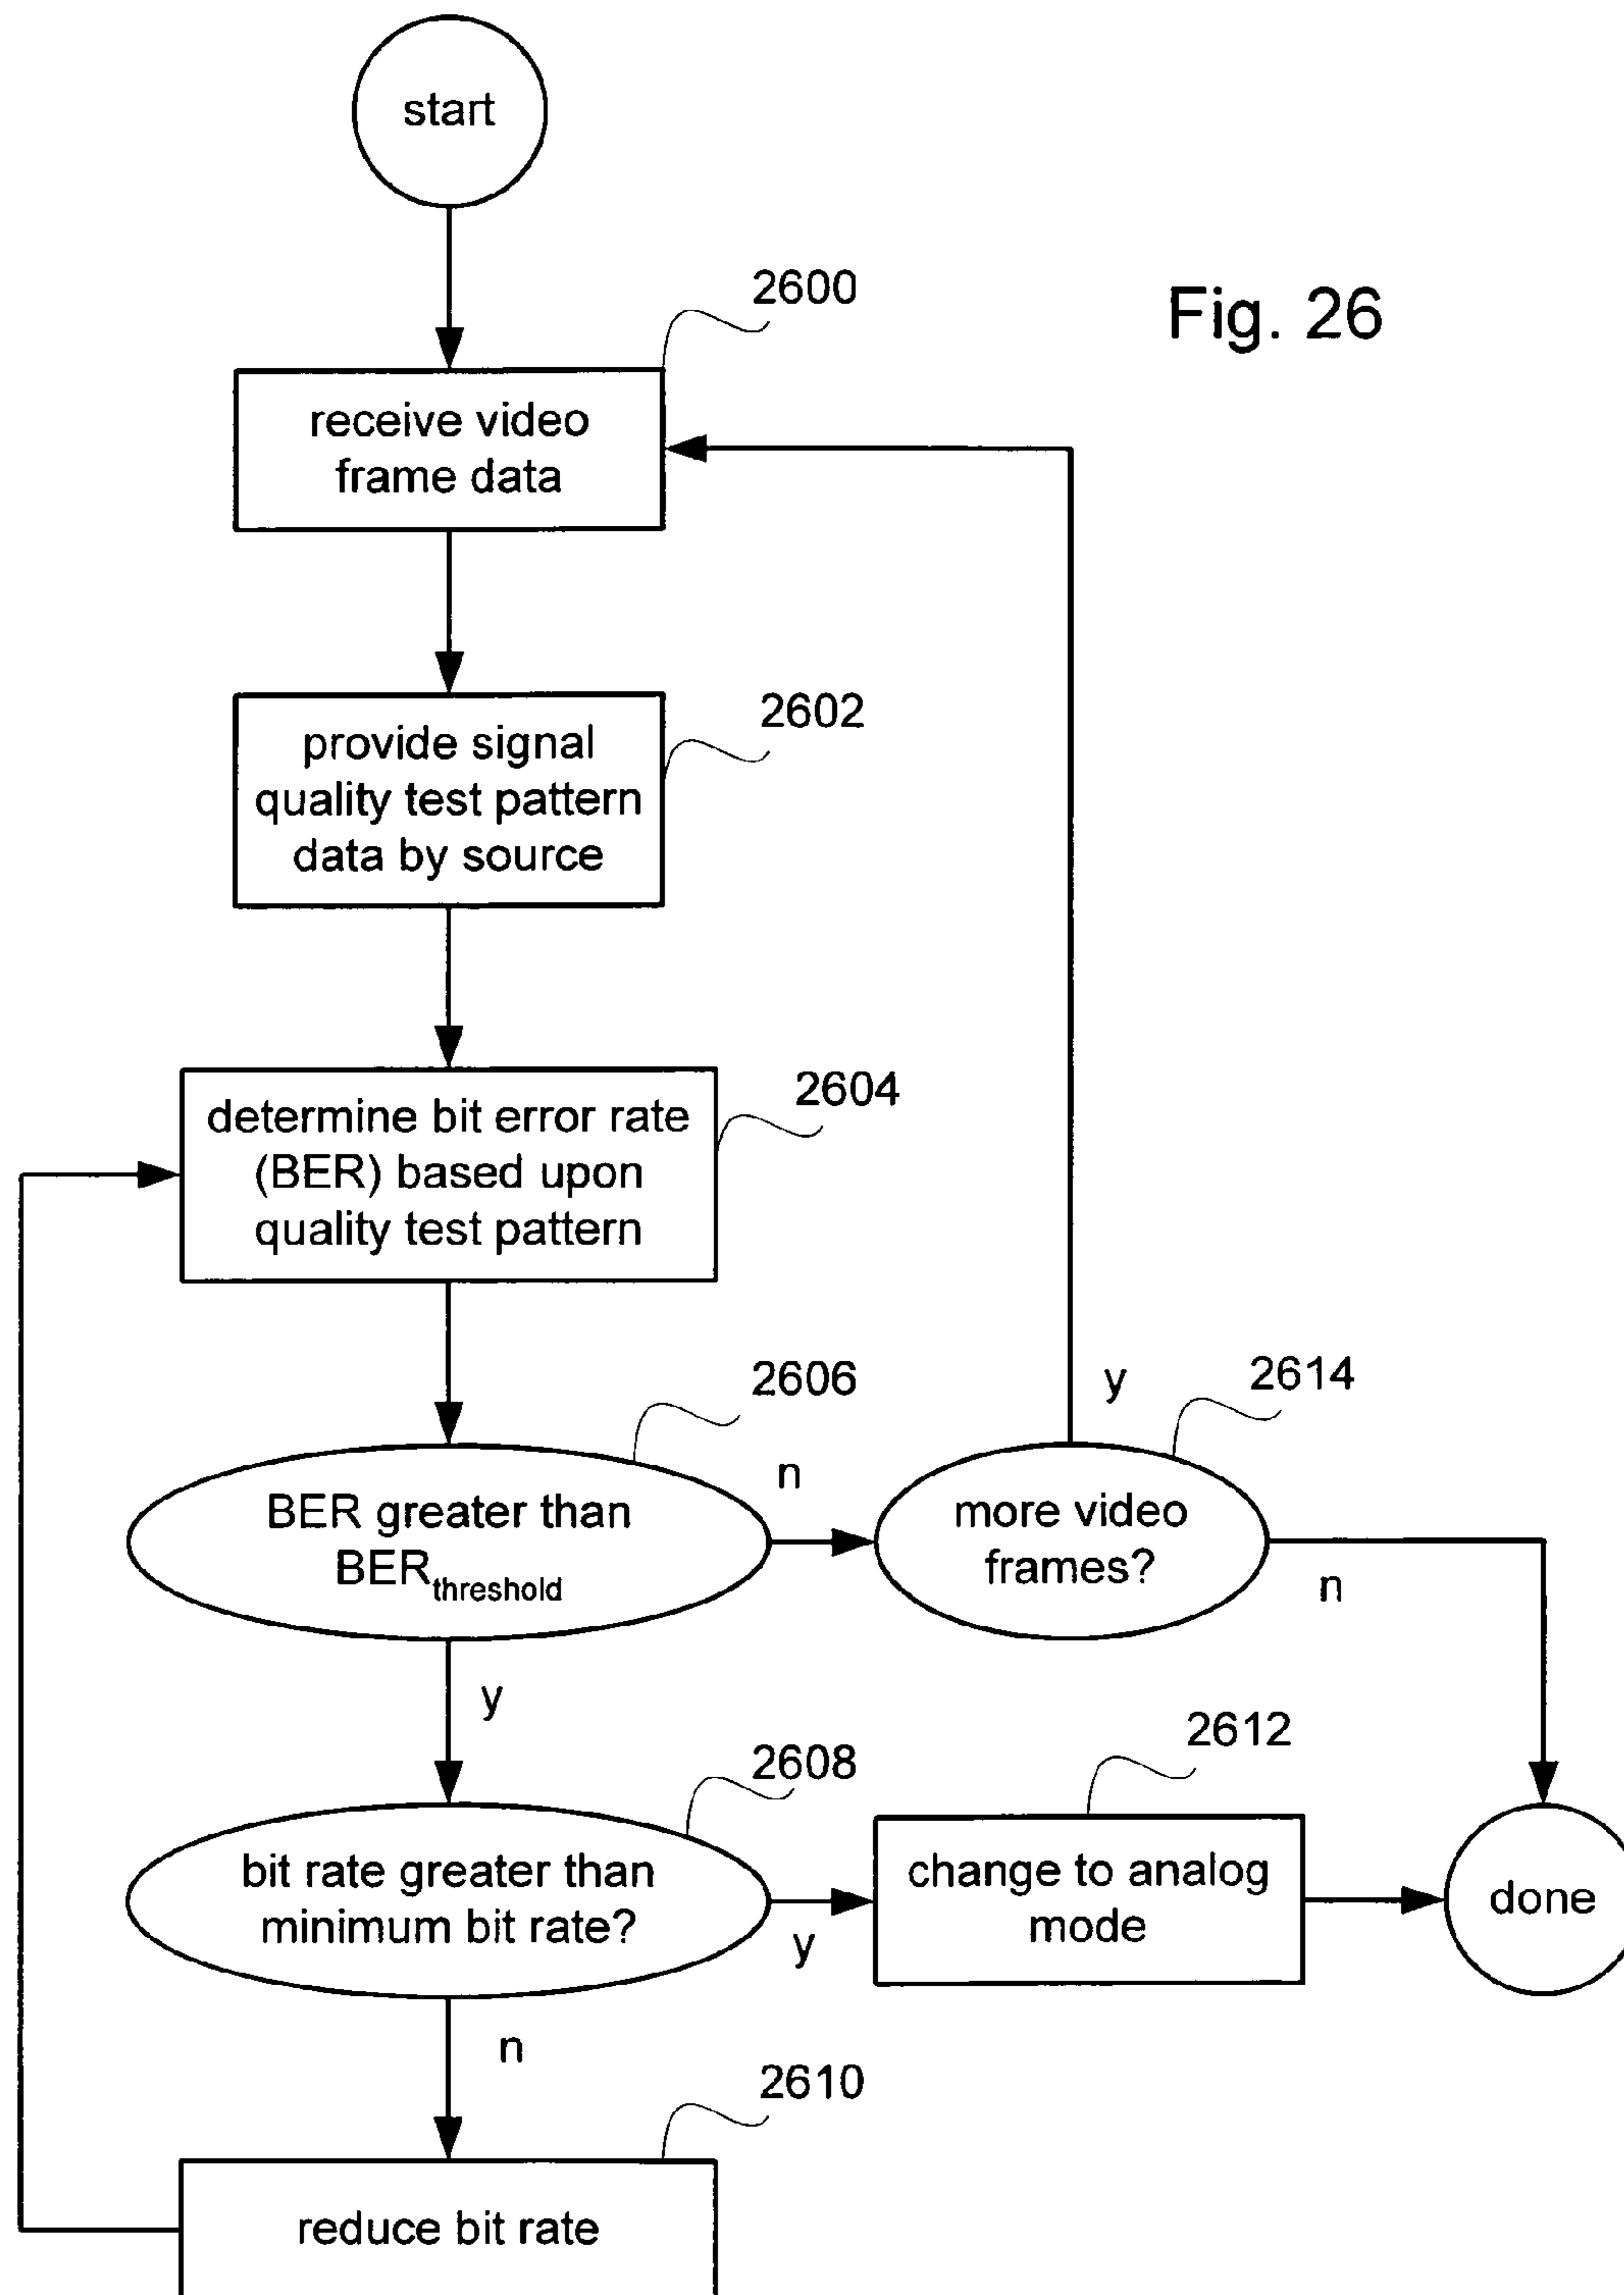 start
2600
Fig. 26
receive video
frame data
2602
provide signal
quality test pattern
data by source
2604
determine bit error rate
(BER) based upon
quality test pattern
2606
y
2614
BER greater than
BERthreshold
n
more video
frames?
n
y
2612
2608
bit rate greater than
minimum bit rate?
y
change to analog
mode
done
n
2610
reduce bit rate